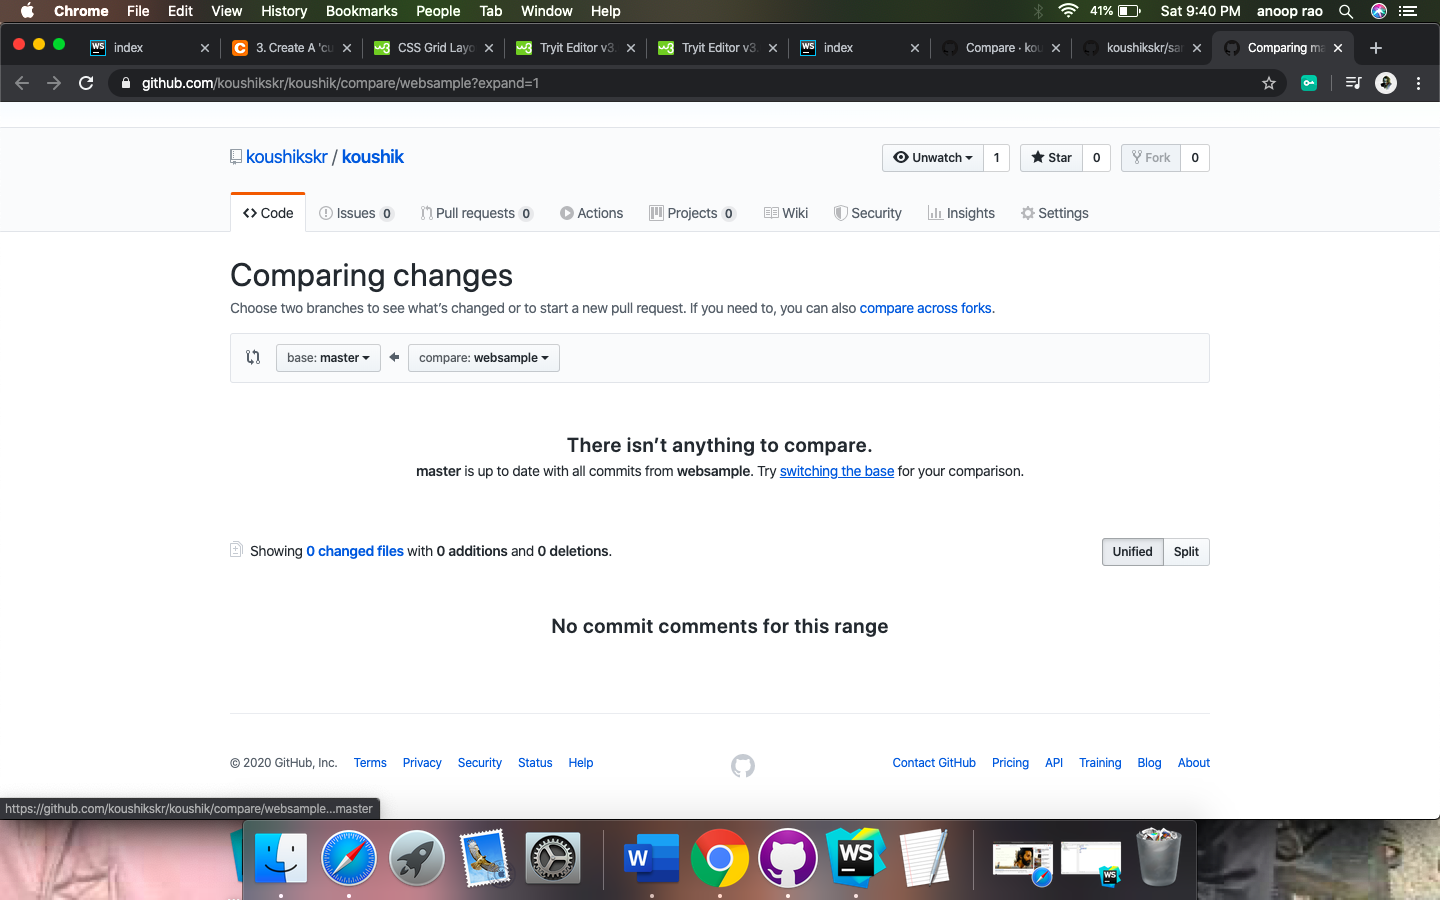 Chrome File Edit View History Bookmarks People Tab Window Help 41% Sat 9:40 PM anoop rao
index 3. Create A 'cu CSS Grid Layo Tryit Editor v3. Tryit Editor v3. index Compare · kou koushikskr/sa Comparing ma
github.com/koushikskr/koushik/compare/websample?expand=1
koushikskr / koushik Unwatch 1 Star 0 Fork 0
Code Issues 0 Pull requests 0 Actions Projects 0 Wiki Security Insights Settings
Comparing changes
Choose two branches to see what's changed or to start a new pull request. If you need to, you can also compare across forks.
base: master compare: websample
There isn't anything to compare.
master is up to date with all commits from websample. Try switching the base for your comparison.
Showing 0 changed files with 0 additions and 0 deletions. Unified Split
No commit comments for this range
© 2020 GitHub, Inc. Terms Privacy Security Status Help Contact GitHub Pricing API Training Blog About
https://github.com/koushikskr/koushik/compare/websample...master
W WS